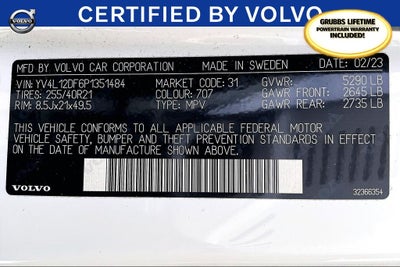 CERTIFIED BY VOLVO
VOLVO
GRUBBS LIFETIME
POWERTRAIN WARRANTY
INCLUDED*
MFD. BY VOLVO CAR CORPORATION MADE IN SWEDEN DATE: 02/23
VIN: YV4L12DF6P1351484 MARKET CODE: 31 GVWR: 5290 LB
TIRES: 255/40R21 COLOUR: 707 GAWR FRONT: 2645 LB
RIM: 8.5Jx21x49.5 TYPE: MPV GAWR REAR: 2735 LB
THIS VEHICLE CONFORMS TO ALL APPLICABLE FEDERAL MOTOR
VEHICLE SAFETY, BUMPER AND THEFT PREVENTION STANDARDS IN EFFECT
ON THE DATE OF MANUFACTURE SHOWN ABOVE.
VOLVO
32366354